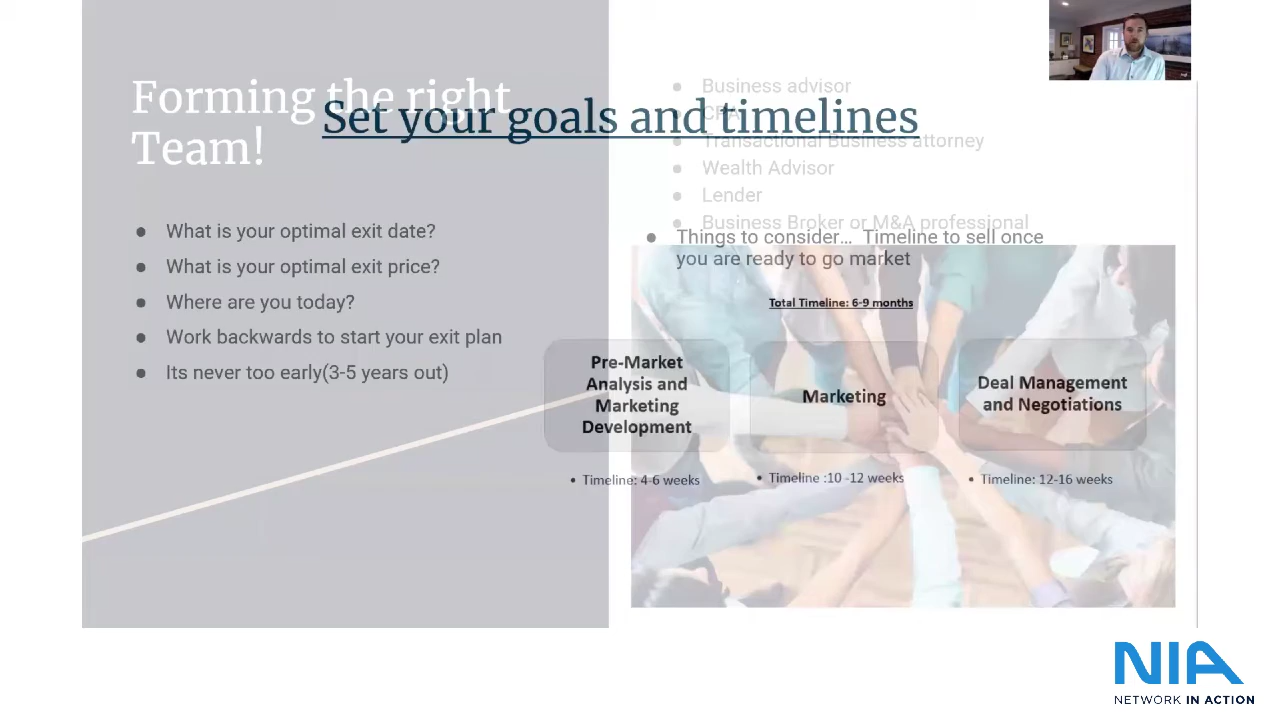 Forming the right
Team!
Set your goals and timelines
● Business advisor
● CPA
● Transactional Business attorney
● Wealth Advisor
● Lender
● Business Broker or M&A professional
● What is your optimal exit date?
● What is your optimal exit price?
● Where are you today?
● Work backwards to start your exit plan
● Its never too early(3-5 years out)
● Things to consider... Timeline to sell once
you are ready to go market
Total Timeline: 6-9 months
Pre-Market
Analysis and
Marketing
Development
• Timeline: 4-6 weeks
Marketing
• Timeline :10 -12 weeks
Deal Management
and Negotiations
• Timeline: 12-16 weeks
NIA
NETWORK IN ACTION